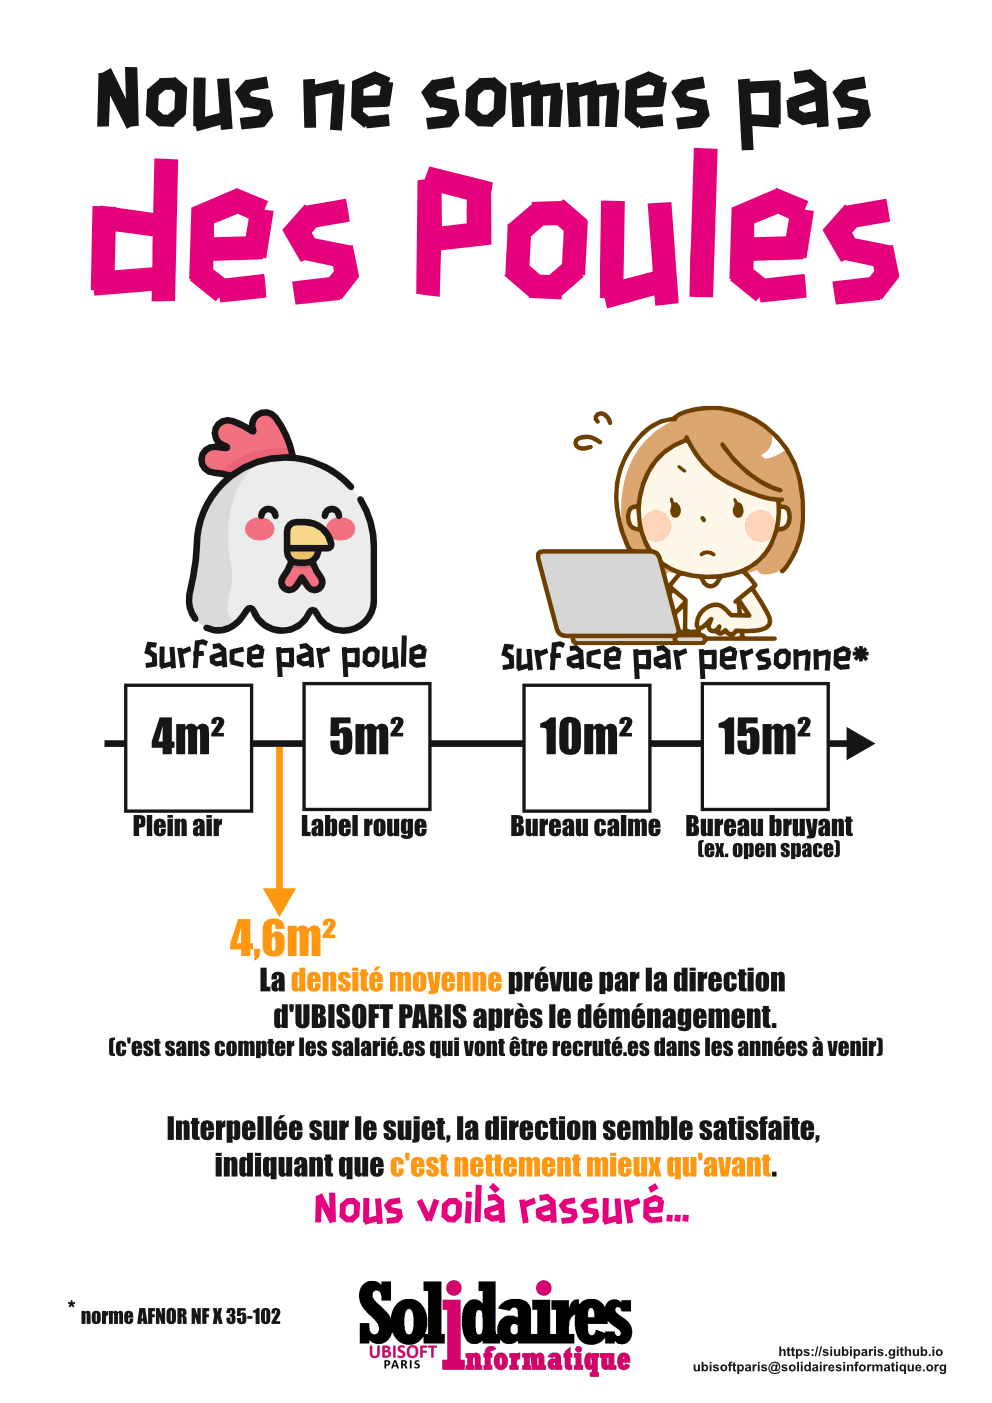 Nous ne sommes pas
des Poules
Surface par poule
Surface par personne*
4m²
5m²
10m²
15m²
Plein air
Label rouge
Bureau calme
Bureau bruyant
(ex. open space)
4,6m²
La densité moyenne prévue par la direction
d'UBISOFT PARIS après le déménagement.
(c'est sans compter les salarié.es qui vont être recruté.es dans les années à venir)
Interpellée sur le sujet, la direction semble satisfaite,
indiquant que c'est nettement mieux qu'avant.
Nous voilà rassuré...
* norme AFNOR NF X 35-102
Solidaires
Informatique
UBISOFT
PARIS
https://siubiparis.github.io
ubisoftparis@solidairesinformatique.org